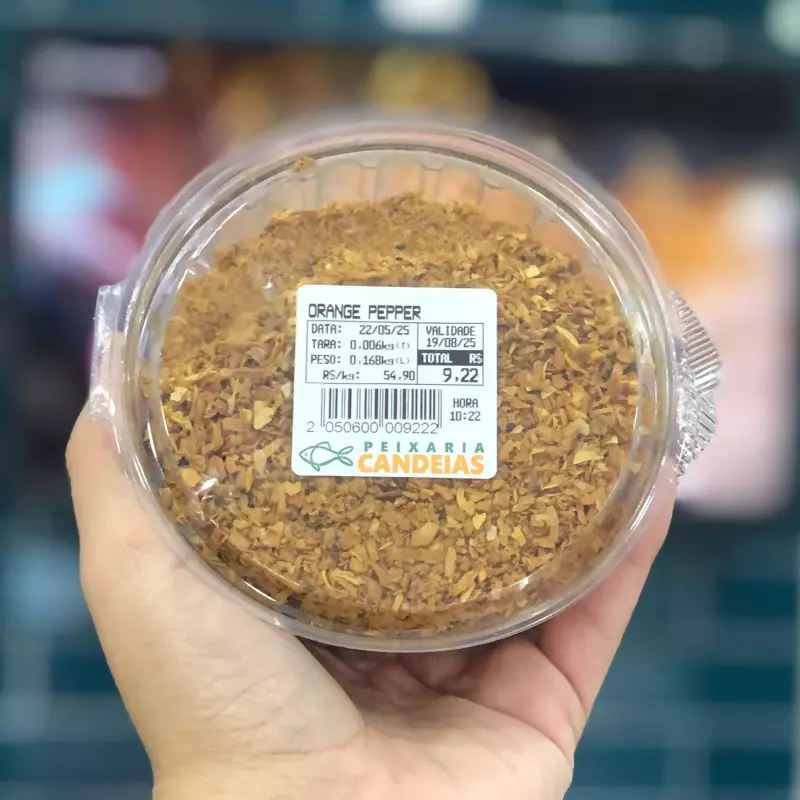 ORANGE PEPPER
DATA: 22/05/25 VALIDADE
TARA: 0.006kg(T) 19/08/25
PESO: 0.168kg(L) TOTAL R$
R$/kg: 54.90 9,22
HORA
10:22
2 050600 009222
PEIXARIA
CANDEIAS